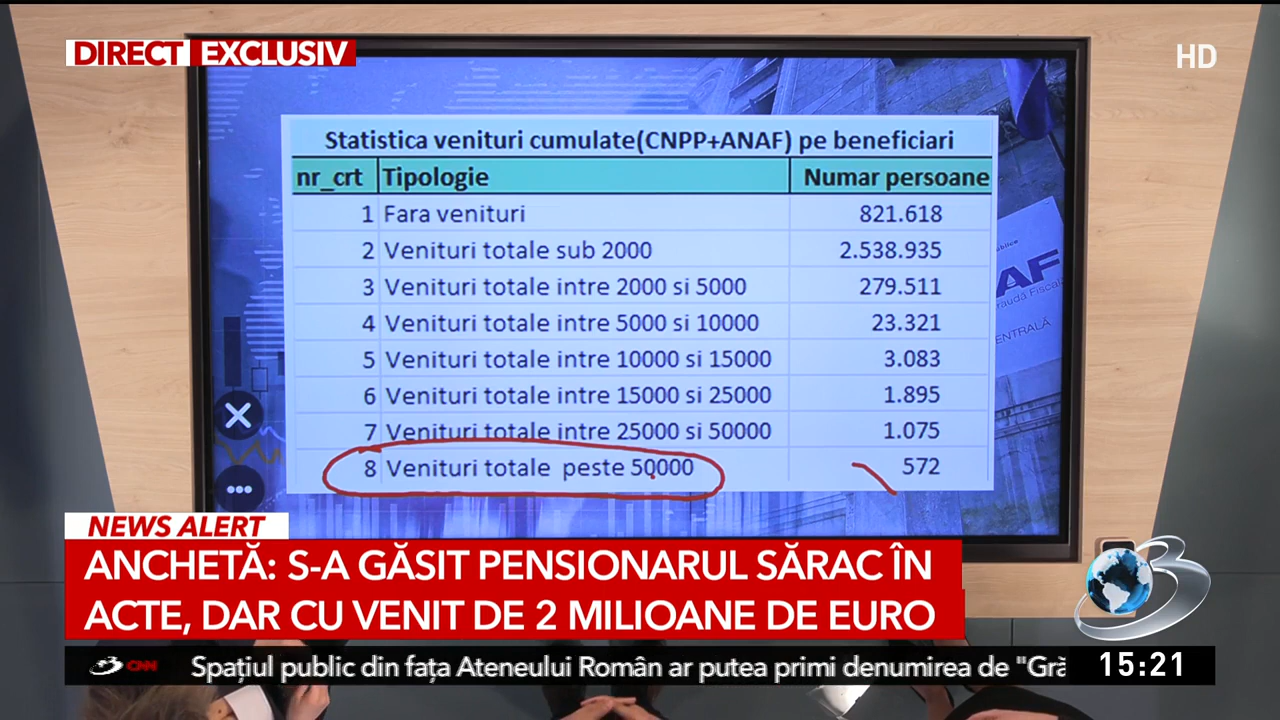 DIRECT EXCLUSIV
HD
Statistica venituri cumulate(CNPP+ANAF) pe beneficiari
nr_crt Tipologie Numar persoane
1 Fara venituri 821.618
2 Venituri totale sub 2000 2.538.935
3 Venituri totale intre 2000 si 5000 279.511
4 Venituri totale intre 5000 si 10000 23.321
5 Venituri totale intre 10000 si 15000 3.083
6 Venituri totale intre 15000 si 25000 1.895
7 Venituri totale intre 25000 si 50000 1.075
8 Venituri totale peste 50000 572
AF
ENTRALĂ
NEWS ALERT
ANCHETĂ: S-A GĂSIT PENSIONARUL SĂRAC ÎN
ACTE, DAR CU VENIT DE 2 MILIOANE DE EURO
3
3 CNN Spațiul public din fața Ateneului Român ar putea primi denumirea de "Gră 15:21